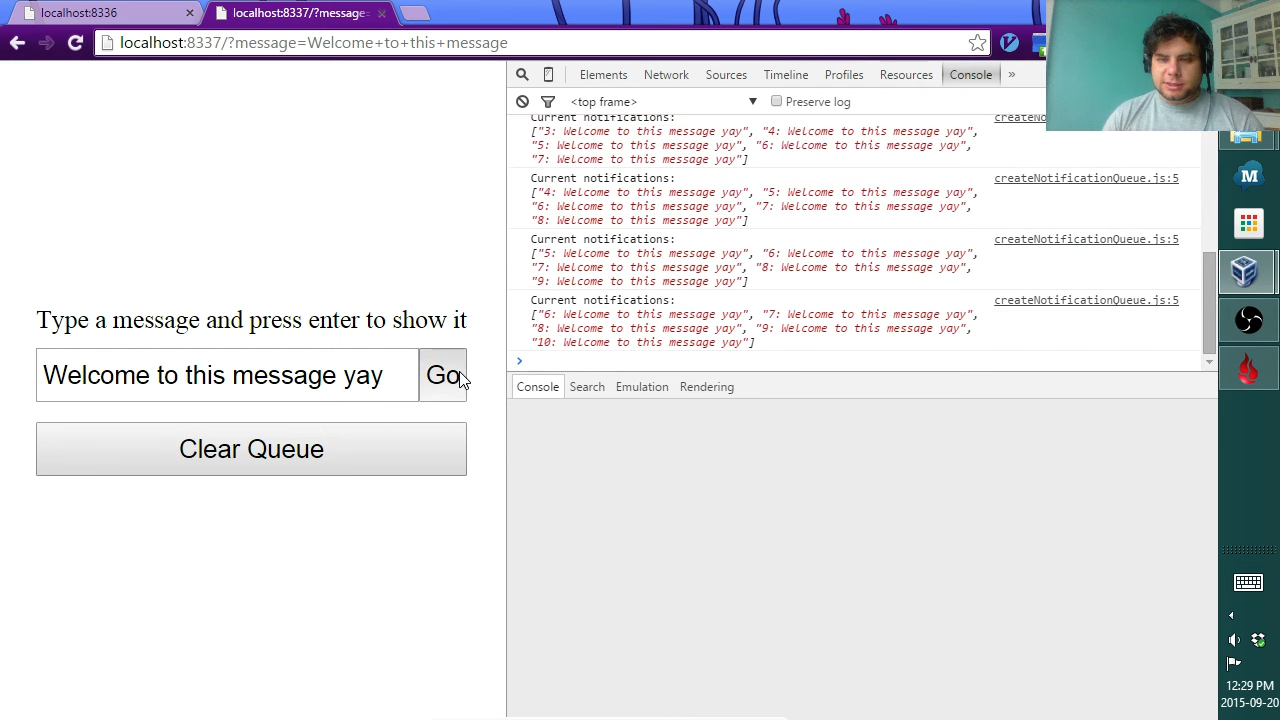 localhost:8336
localhost:8337/?message=
localhost:8337/?message=Welcome+to+this+message
Elements Network Sources Timeline Profiles Resources Console »
<top frame> Preserve log
Current notifications: createNo
["3: Welcome to this message yay", "4: Welcome to this message yay",
"5: Welcome to this message yay", "6: Welcome to this message yay",
"7: Welcome to this message yay"]
Current notifications: createNotificationQueue.js:5
["4: Welcome to this message yay", "5: Welcome to this message yay",
"6: Welcome to this message yay", "7: Welcome to this message yay",
"8: Welcome to this message yay"]
Current notifications: createNotificationQueue.js:5
["5: Welcome to this message yay", "6: Welcome to this message yay",
"7: Welcome to this message yay", "8: Welcome to this message yay",
"9: Welcome to this message yay"]
Current notifications: createNotificationQueue.js:5
["6: Welcome to this message yay", "7: Welcome to this message yay",
"8: Welcome to this message yay", "9: Welcome to this message yay",
"10: Welcome to this message yay"]
>
Console Search Emulation Rendering
Type a message and press enter to show it
Welcome to this message yay Go
Clear Queue
M
12:29 PM
2015-09-20